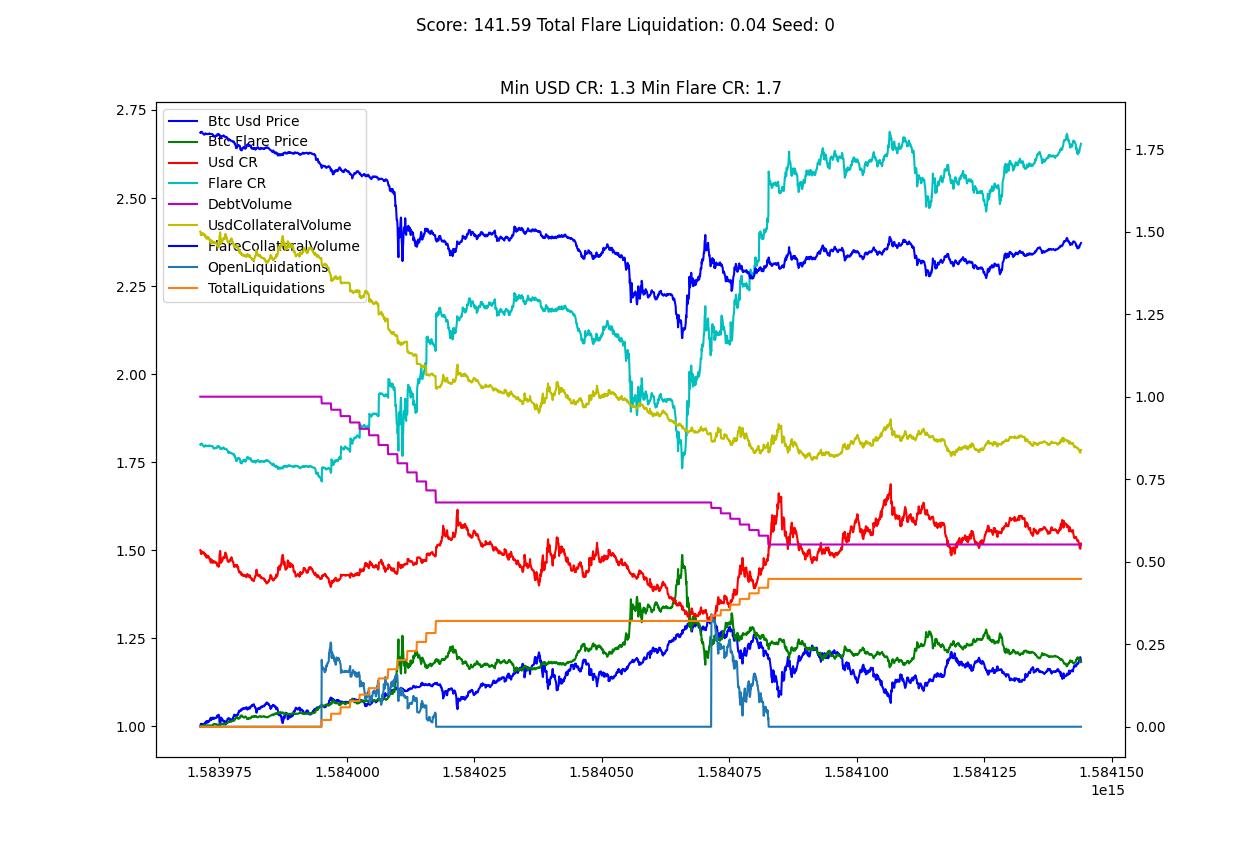 Score: 141.59 Total Flare Liquidation: 0.04 Seed: 0
Min USD CR: 1.3 Min Flare CR: 1.7
Btc Usd Price
Btc Flare Price
Usd CR
Flare CR
DebtVolume
UsdCollateralVolume
FlareCollateralVolume
OpenLiquidations
TotalLiquidations
2.75
2.50
2.25
2.00
1.75
1.50
1.25
1.00
1.75
1.50
1.25
1.00
0.75
0.50
0.25
0.00
1.583975 1.584000 1.584025 1.584050 1.584075 1.584100 1.584125 1.584150
1e15